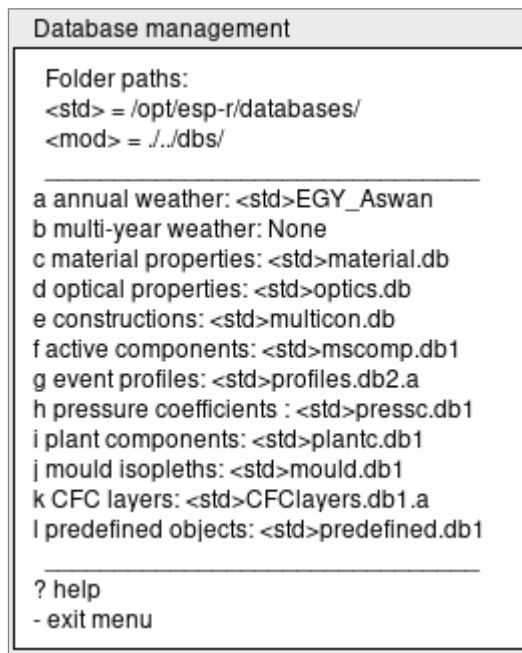 Database management
Folder paths:
<std> = /opt/esp-r/databases/
<mod> = ./../dbs/
a annual weather: <std>EGY_Aswan
b multi-year weather: None
c material properties: <std>material.db
d optical properties: <std>optics.db
e constructions: <std>multicon.db
f active components: <std>mscomp.db1
g event profiles: <std>profiles.db2.a
h pressure coefficients : <std>pressc.db1
i plant components: <std>plantc.db1
j mould isopleths: <std>mould.db1
k CFC layers: <std>CFClayers.db1.a
l predefined objects: <std>predefined.db1
? help
- exit menu